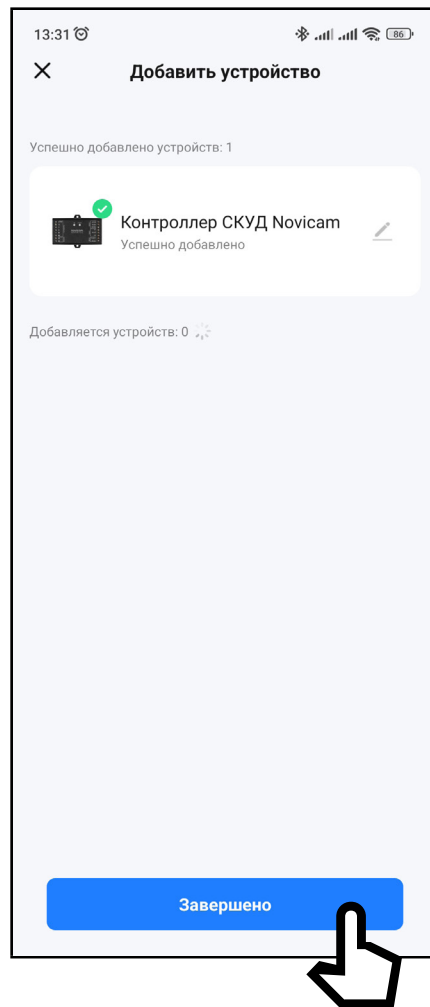 13:31 86
Добавить устройство
Успешно добавлено устройств: 1
Контроллер СКУД Novicam
Успешно добавлено
Добавляется устройств: 0
Завершено